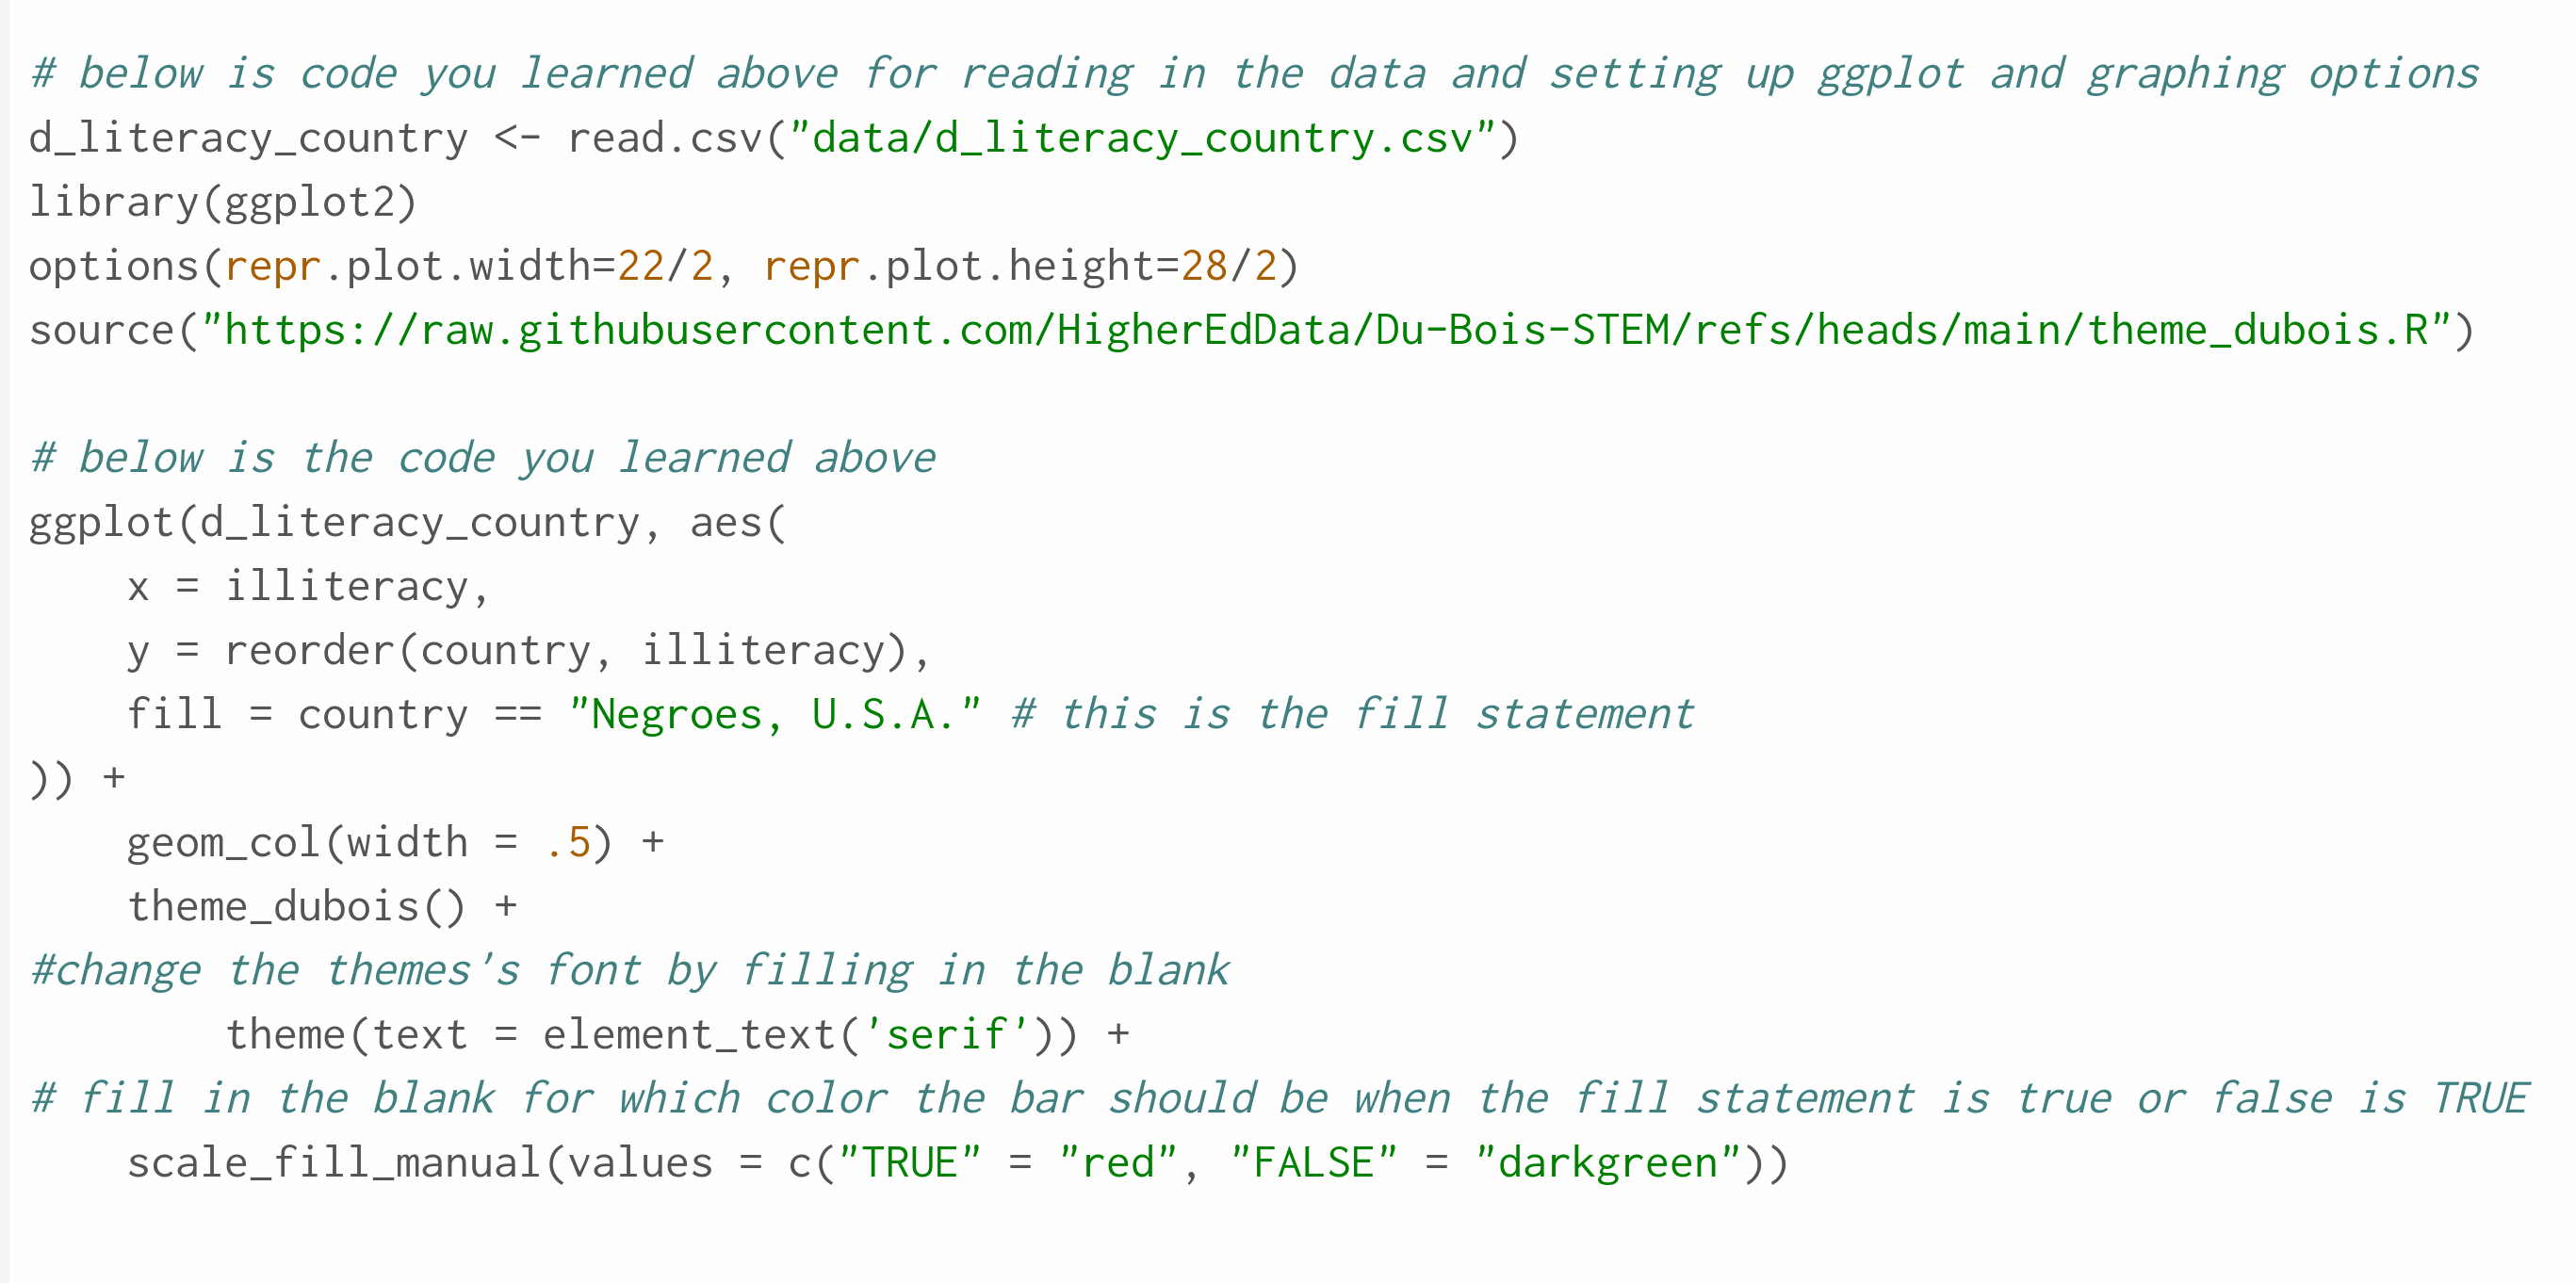 # below is code you learned above for reading in the data and setting up ggplot and graphing options
d_literacy_country <- read.csv("data/d_literacy_country.csv")
library(ggplot2)
options(repr.plot.width=22/2, repr.plot.height=28/2)
source("https://raw.githubusercontent.com/HigherEdData/Du-Bois-STEM/refs/heads/main/theme_dubois.R")

# below is the code you learned above
ggplot(d_literacy_country, aes(
    x = illiteracy,
    y = reorder(country, illiteracy),
    fill = country == "Negroes, U.S.A." # this is the fill statement
)) +
    geom_col(width = .5) +
    theme_dubois() +
#change the themes's font by filling in the blank
        theme(text = element_text('serif')) +
# fill in the blank for which color the bar should be when the fill statement is true or false is TRUE
    scale_fill_manual(values = c("TRUE" = "red", "FALSE" = "darkgreen"))